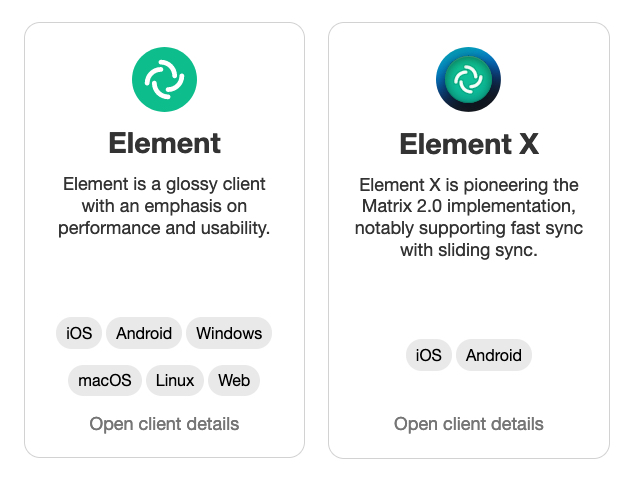 Element
Element is a glossy client
with an emphasis on
performance and usability.
iOS Android Windows
macOS Linux Web
Open client details
Element X
Element X is pioneering the
Matrix 2.0 implementation,
notably supporting fast sync
with sliding sync.
iOS Android
Open client details